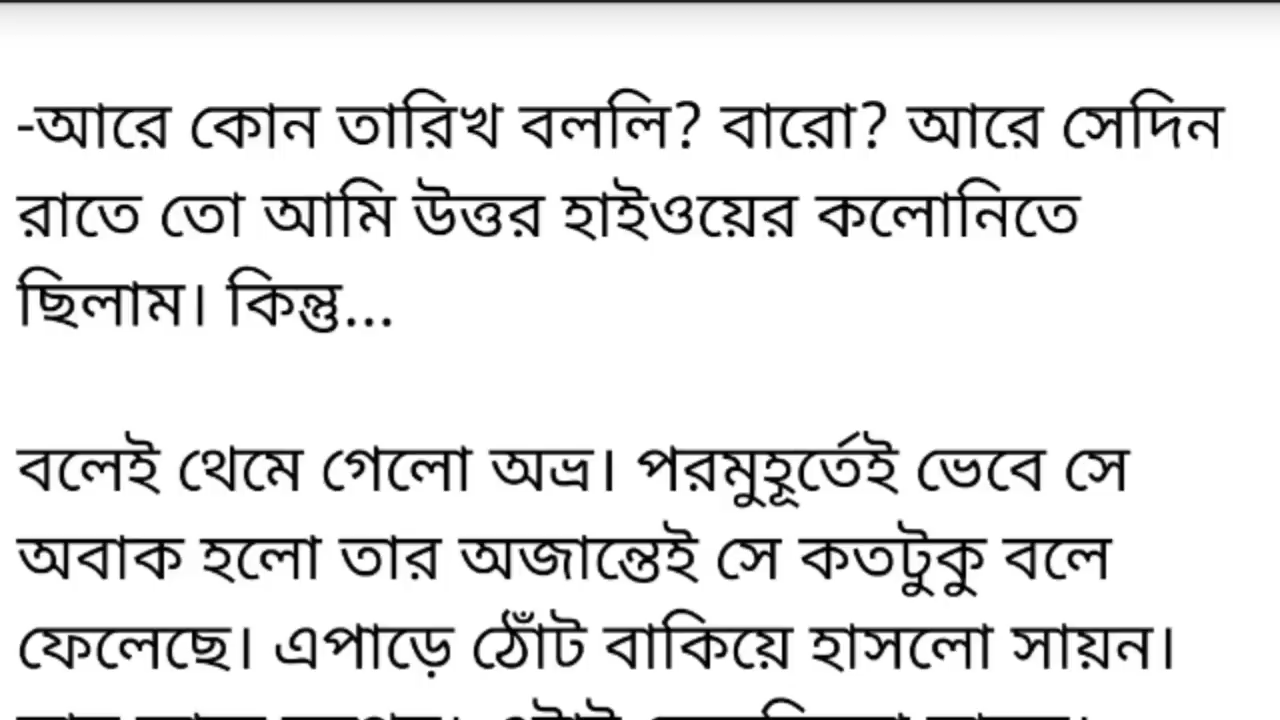 -আরে কোন তারিখ বললি? বারো? আরে সেদিন
রাতে তো আমি উত্তর হাইওয়ের কলোনিতে
ছিলাম। কিন্তু...
বলেই থেমে গেলো অভ্র। পরমুহূর্তেই ভেবে সে
অবাক হলো তার অজান্তেই সে কতটুকু বলে
ফেলেছে। এপাড়ে ঠোঁট বাকিয়ে হাসলো সায়ন।